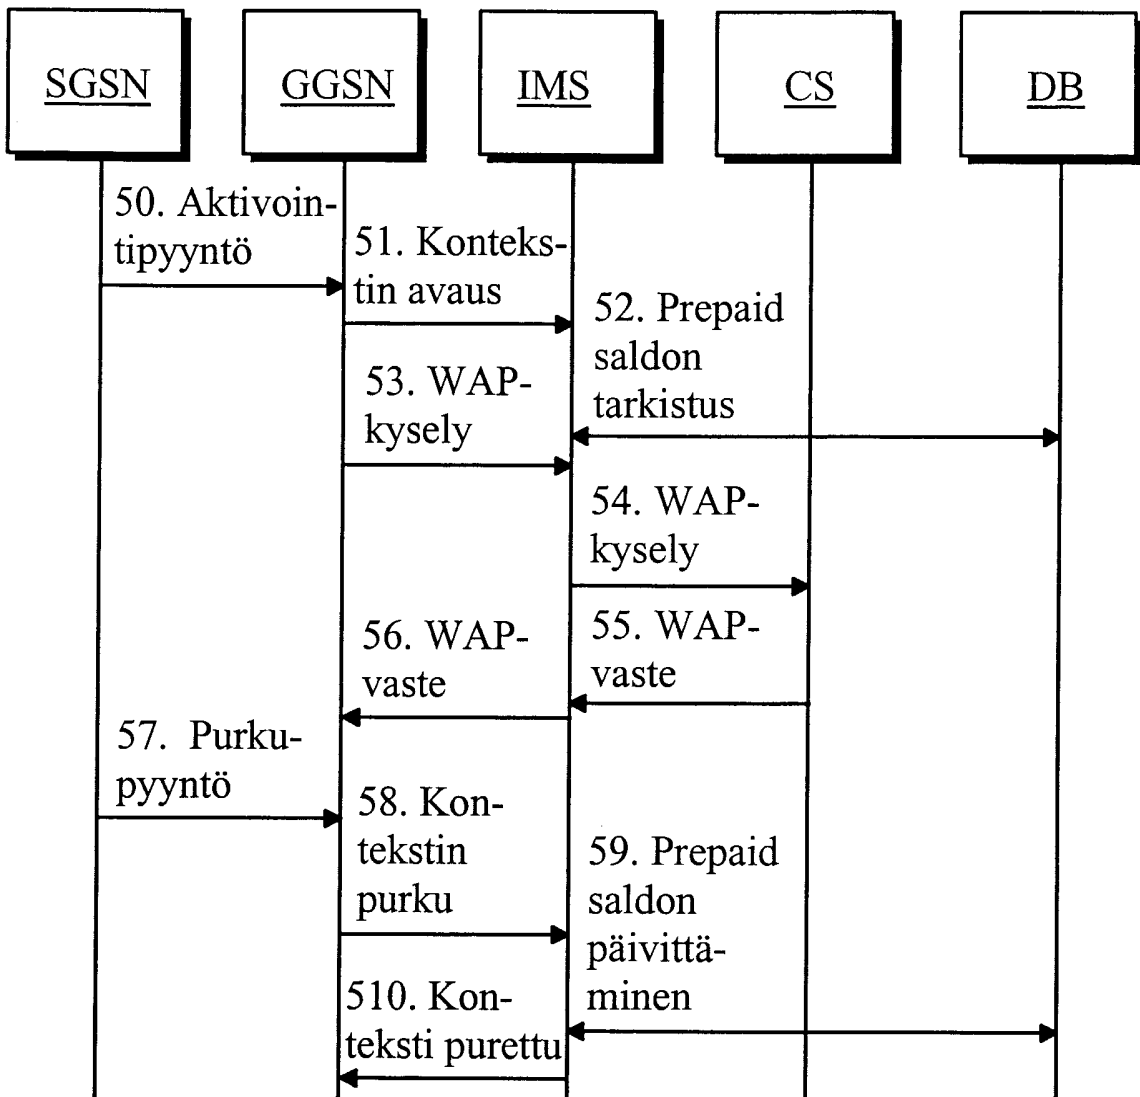 SGSN
GGSN
IMS
CS
DB
50. Aktivoin-
tipyyntö
51. Konteks-
tin avaus
52. Prepaid
saldon
tarkistus
53. WAP-
kysely
54. WAP-
kysely
55. WAP-
vaste
56. WAP-
vaste
57. Purku-
pyyntö
58. Kon-
tekstin
purku
59. Prepaid
saldon
päivittä-
minen
510. Kon-
teksti purettu